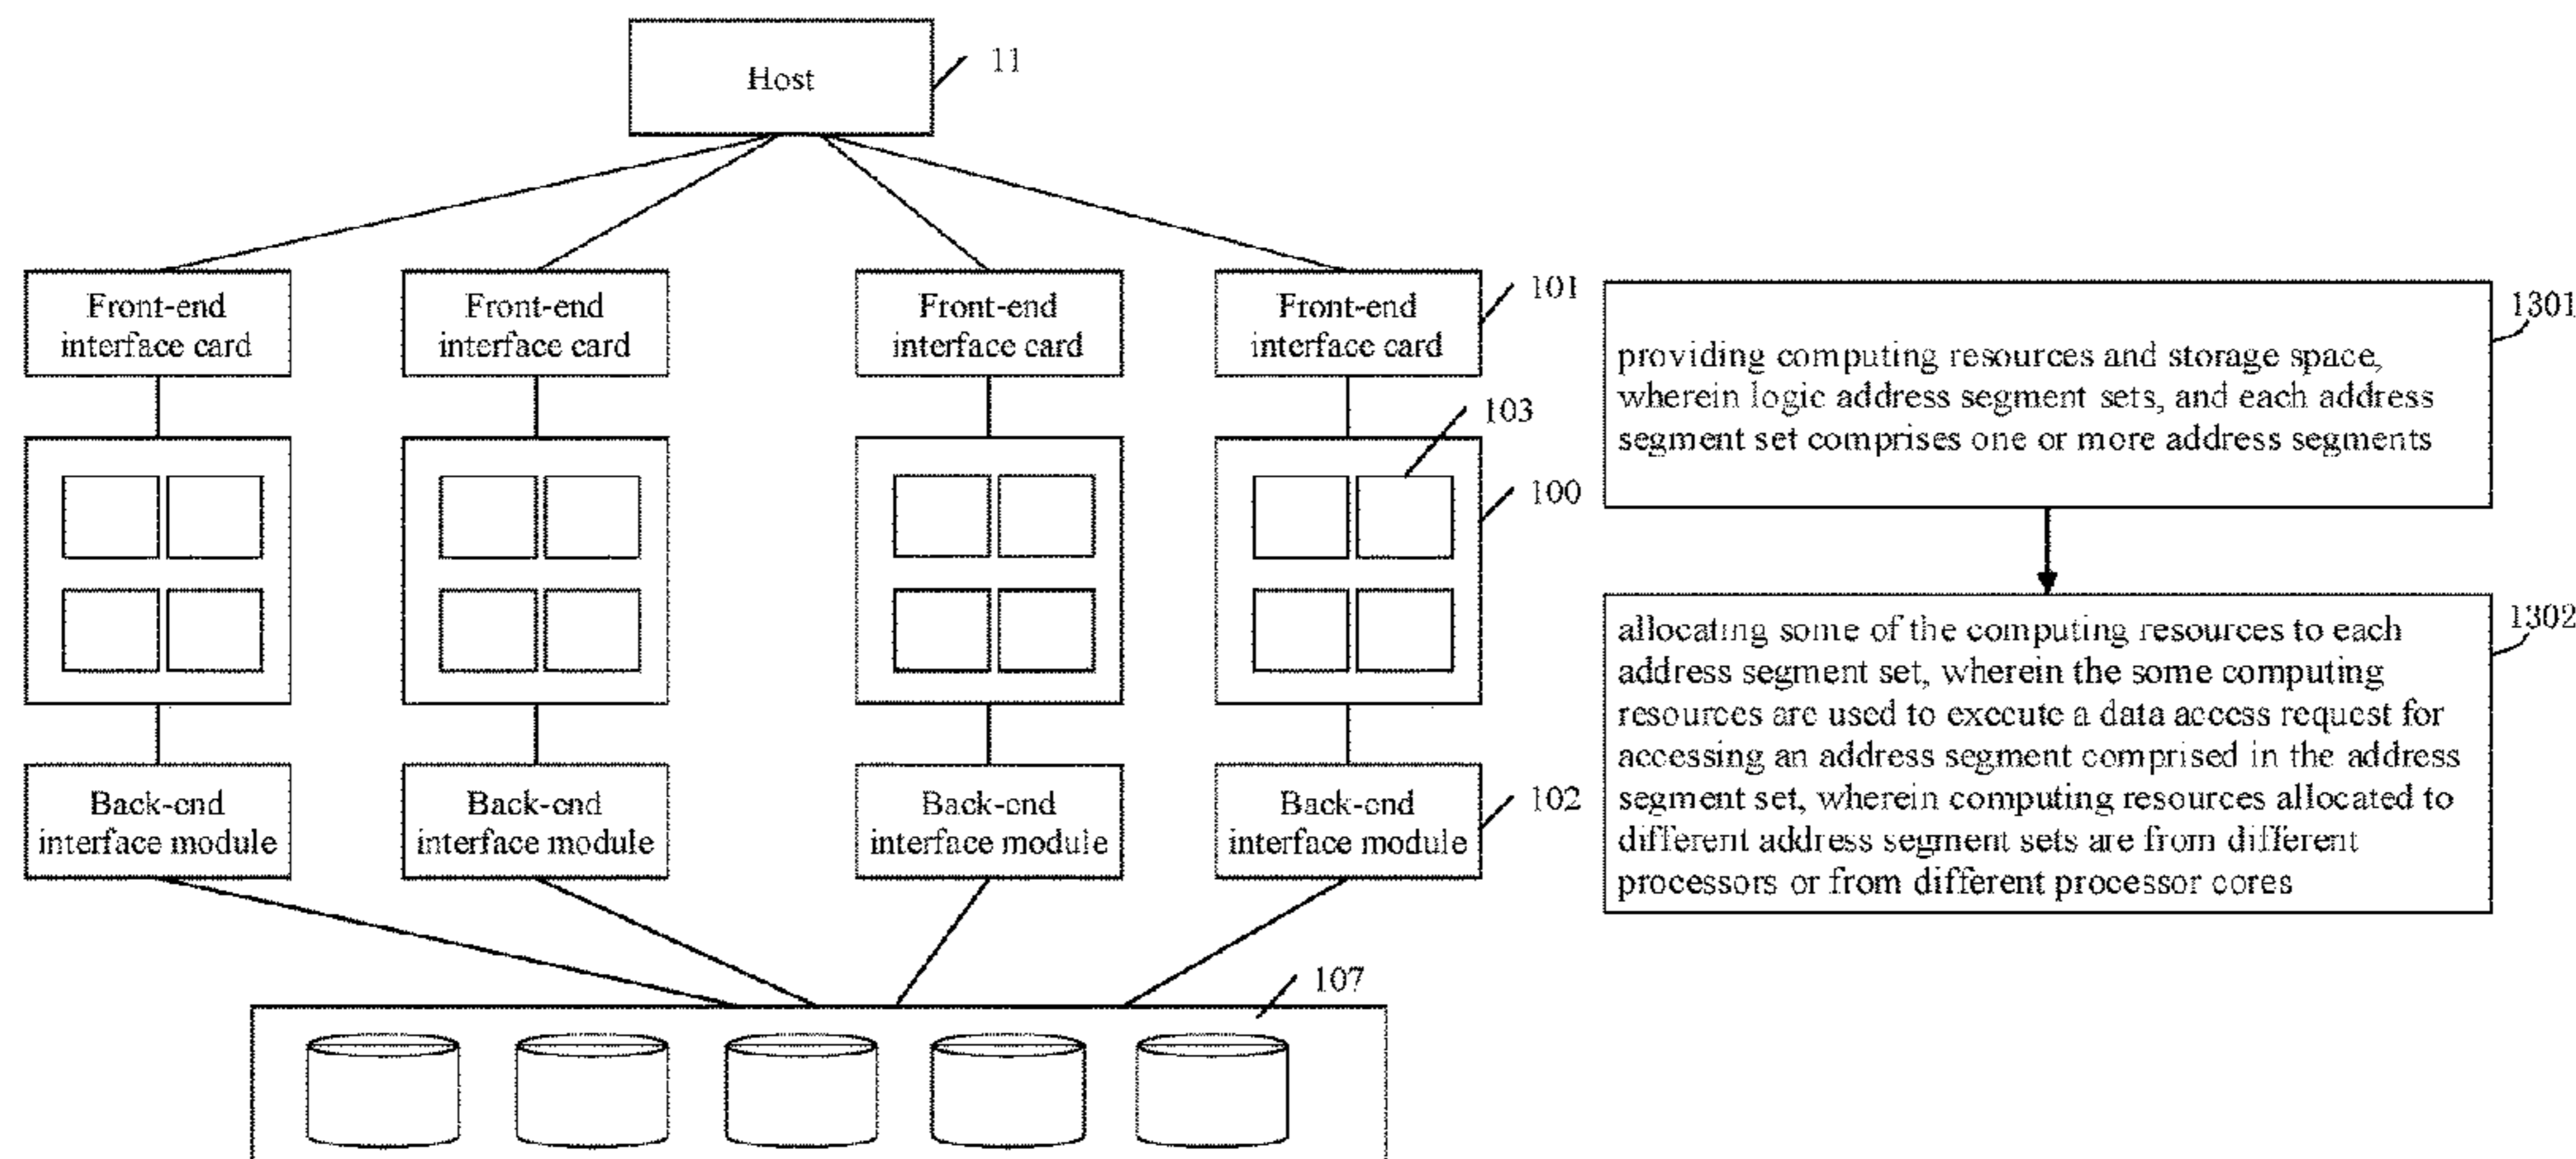 Host
11
Front-end
interface card
Front-end
interface card
Front-end
interface card
Front-end
interface card
101
103
100
Back-end
interface module
Back-end
interface module
Back-end
interface module
Back-end
interface module
102
107
1301
providing computing resources and storage space,
wherein logic address segment sets, and each address
segment set comprises one or more address segments
1302
allocating some of the computing resources to each
address segment set, wherein the some computing
resources are used to execute a data access request for
accessing an address segment comprised in the address
segment set, wherein computing resources allocated to
different address segment sets are from different
processors or from different processor cores